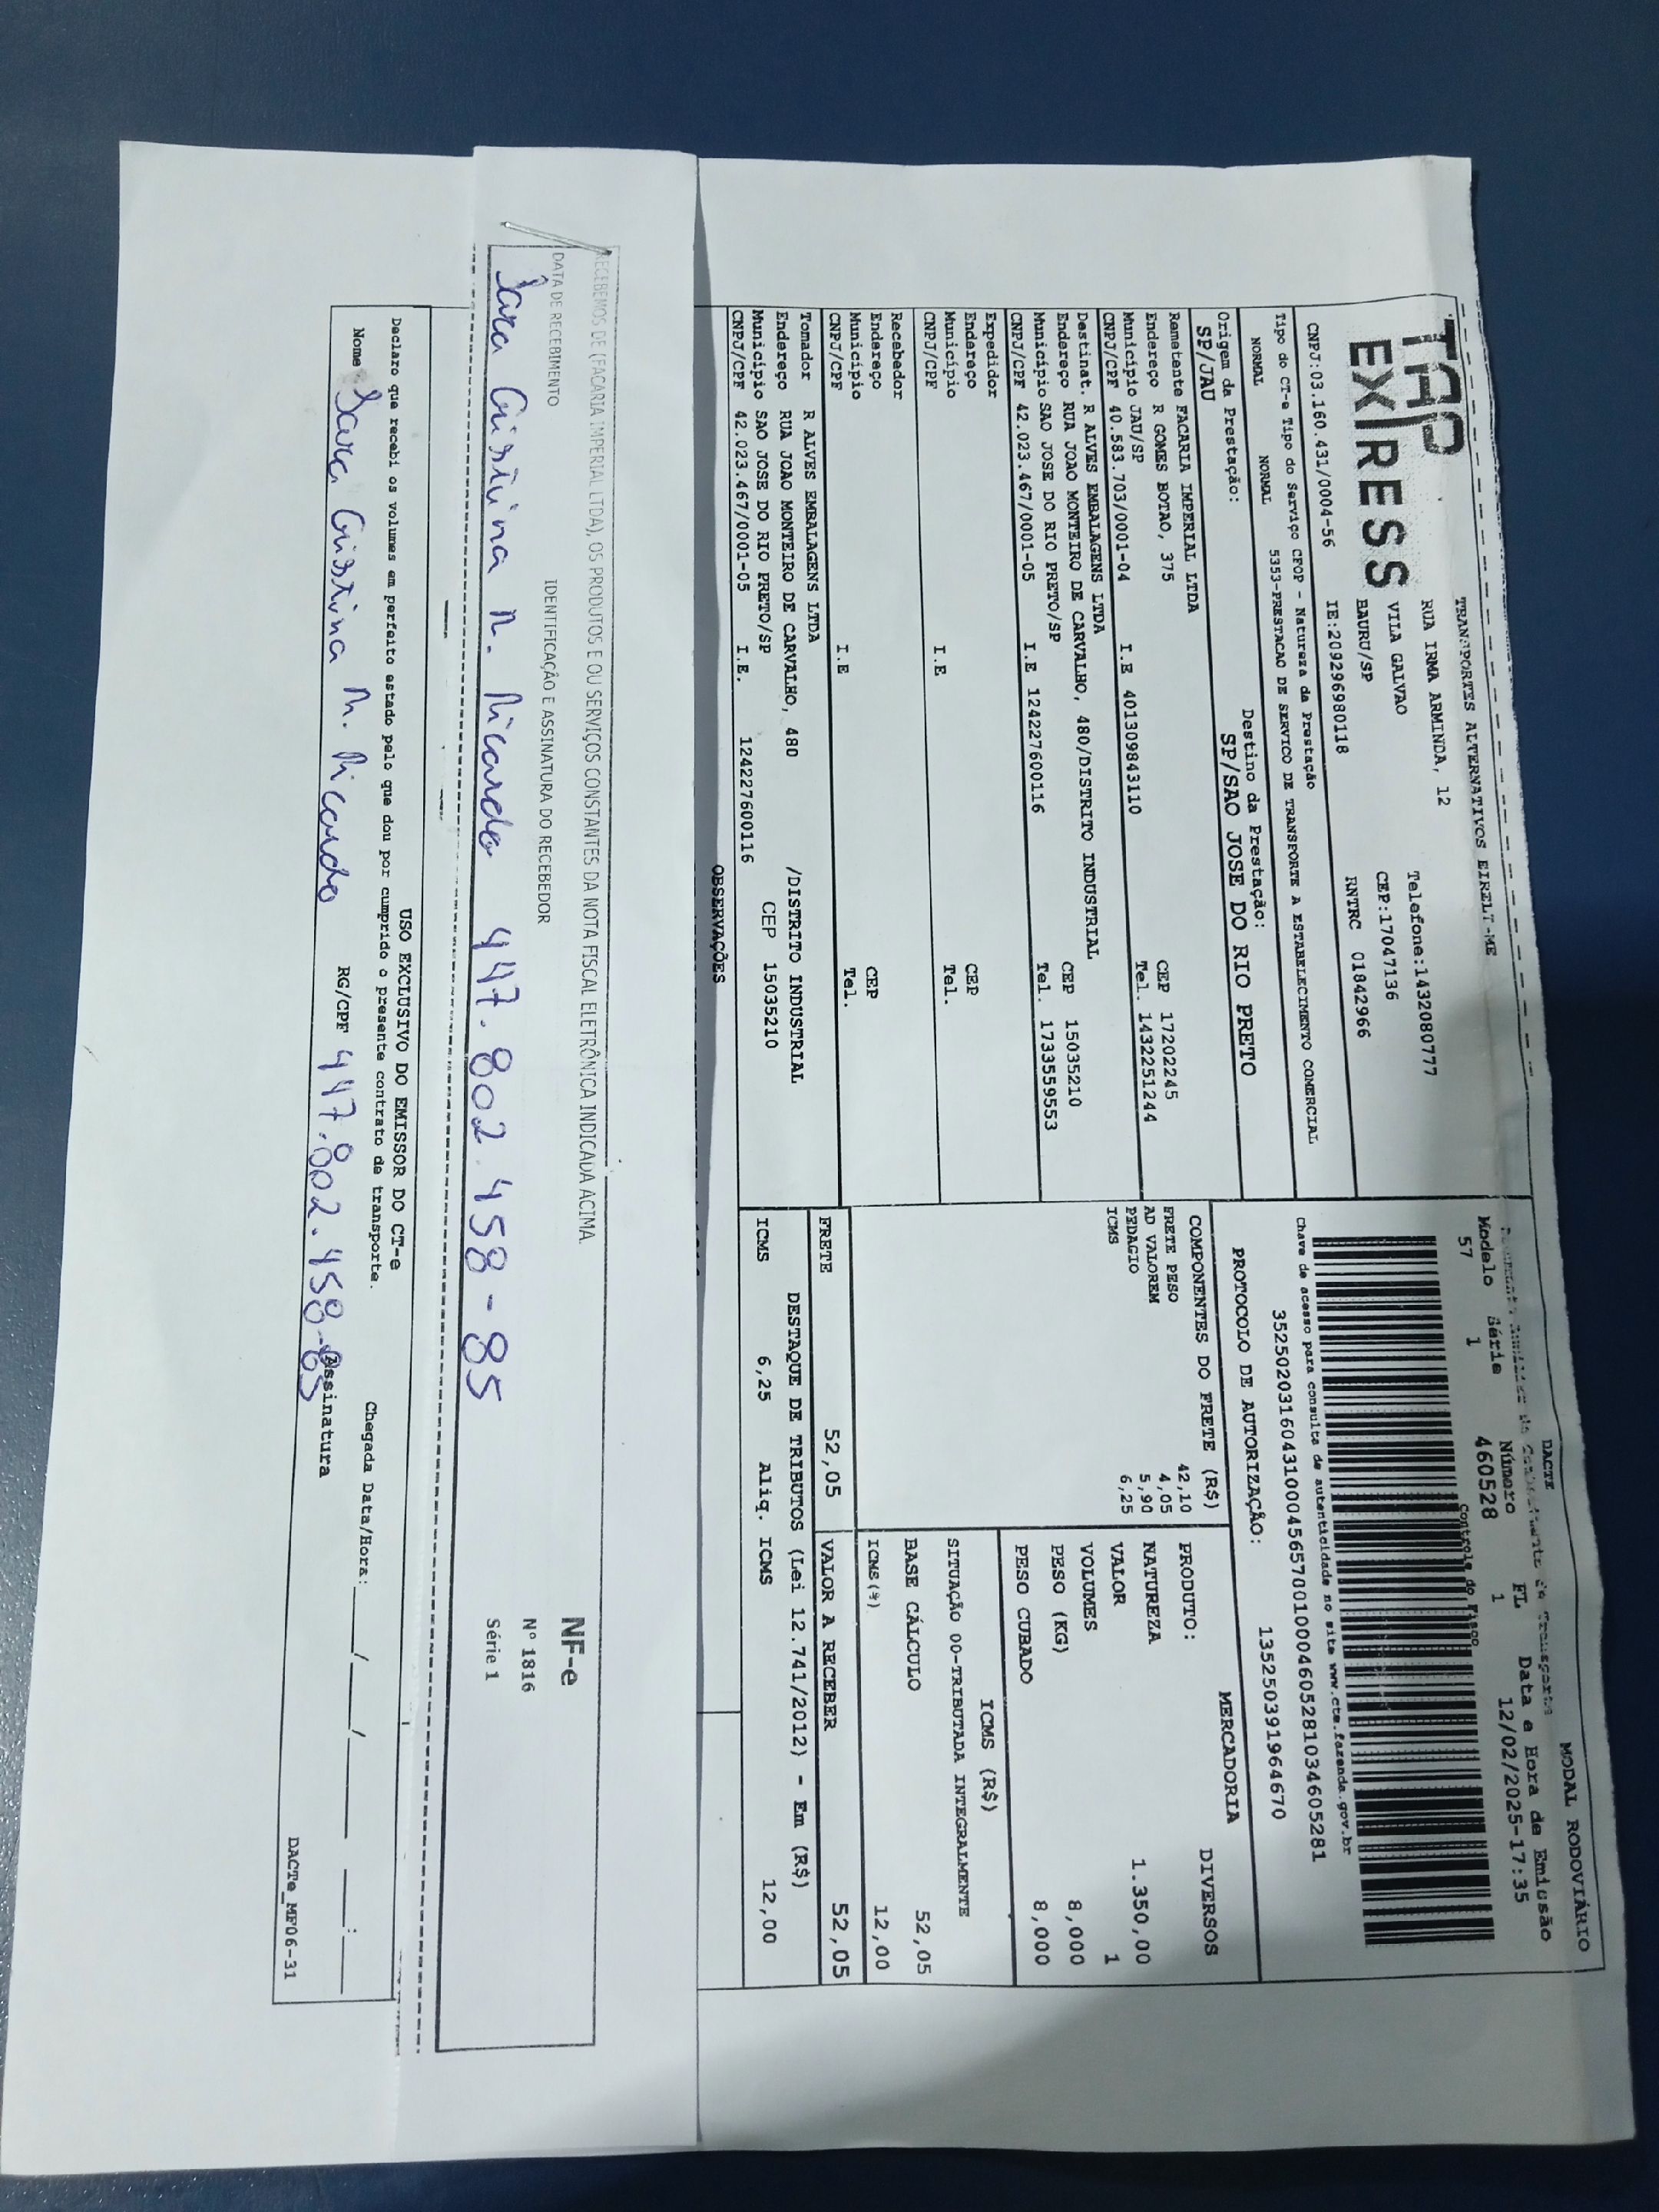 MODAL RODOVIÁRIO
TAP EXPRESS
TRANSPORTES ALTERNATIVOS EIRELI-ME
RUA IRMA ARMINDA, 12 Telefone:1432080777
VILA GALVAO CEP:17047136
BAURU/SP RNTRC 01842966
CNPJ:03.160.431/0004-56 IE:209296980118
DACTE
Modelo Série Número FL Data e Hora de Emissão
57 1 460528 1 12/02/2025-17:35
Controle do Fisco
Tipo do CT-e Tipo do Serviço CFOP - Natureza da Prestação
NORMAL NORMAL 5353-PRESTACAO DE SERVICO DE TRANSPORTE A ESTABELECIMENTO COMERCIAL
Chave de acesso para consulta de autenticidade no site www.cte.fazenda.gov.br
35250203160431000456570010004605281034605281
PROTOCOLO DE AUTORIZAÇÃO: 135250391964670
Origem da Prestação: Destino da Prestação:
SP/JAU SP/SAO JOSE DO RIO PRETO
Remetente FACARIA IMPERIAL LTDA
Endereço R GOMES BOTAO, 375 CEP 17202245
Município JAU/SP Tel. 1432251244
CNPJ/CPF 40.583.703/0001-04 I.E 401309843110
Destinat. R ALVES EMBALAGENS LTDA
Endereço RUA JOAO MONTEIRO DE CARVALHO, 480/DISTRITO INDUSTRIAL CEP 15035210
Município SAO JOSE DO RIO PRETO/SP Tel. 1733559553
CNPJ/CPF 42.023.467/0001-05 I.E 124227600116
Expedidor
Endereço CEP
Município Tel.
CNPJ/CPF I.E
Recebedor
Endereço CEP
Município Tel.
CNPJ/CPF I.E
Tomador R ALVES EMBALAGENS LTDA
Endereço RUA JOAO MONTEIRO DE CARVALHO, 480 /DISTRITO INDUSTRIAL
Município SAO JOSE DO RIO PRETO/SP CEP 15035210
CNPJ/CPF 42.023.467/0001-05 I.E. 124227600116
OBSERVAÇÕES
COMPONENTES DO FRETE (R$)
FRETE PESO 42,10
AD VALOREM 4,05
PEDAGIO 5,90
ICMS 6,25
MERCADORIA
PRODUTO: DIVERSOS
NATUREZA
VALOR 1.350,00
VOLUMES 1
PESO (KG) 8,000
PESO CUBADO 8,000
ICMS (R$)
SITUAÇÃO 00-TRIBUTADA INTEGRALMENTE
BASE CÁLCULO 52,05
ICMS(%) 12,00
FRETE 52,05 VALOR A RECEBER 52,05
DESTAQUE DE TRIBUTOS (Lei 12.741/2012) - Em (R$)
ICMS 6,25 Aliq. ICMS 12,00
RECEBEMOS DE (FACARIA IMPERIAL LTDA), OS PRODUTOS E OU SERVIÇOS CONSTANTES DA NOTA FISCAL ELETRÔNICA INDICADA ACIMA.
DATA DE RECEBIMENTO IDENTIFICAÇÃO E ASSINATURA DO RECEBEDOR
Sara Cristina N. Ricardo 447.802.458-85
NF-e
Nº 1816
Série 1
USO EXCLUSIVO DO EMISSOR DO CT-e
Declaro que recebi os volumes em perfeito estado pelo que dou por cumprido o presente contrato de transporte.
Chegada Data/Hora:____/____/____ ___:___
Nome Sara Cristina N. Ricardo RG/CPF 447.802.458-85 Assinatura
DACTe_MF06-31